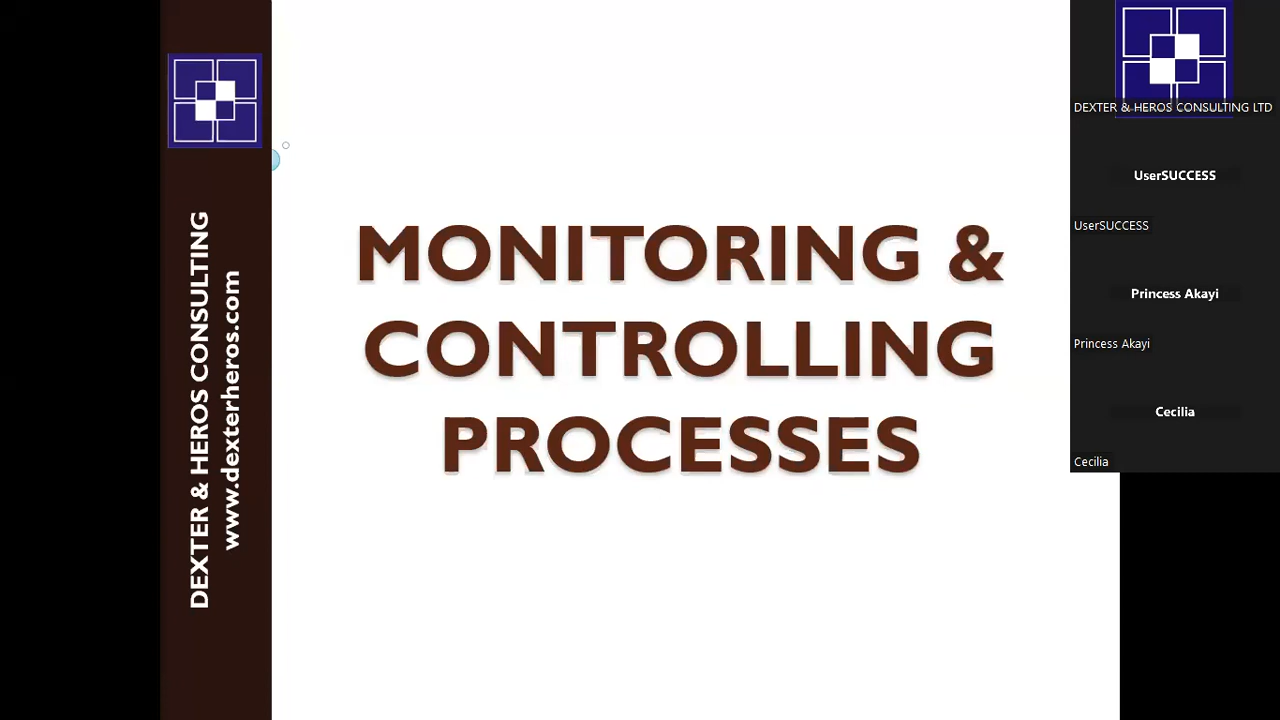 DEXTER & HEROS CONSULTING
www.dexterheros.com
MONITORING &
CONTROLLING
PROCESSES
DEXTER & HEROS CONSULTING LTD
UserSUCCESS
UserSUCCESS
Princess Akayi
Princess Akayi
Cecilia
Cecilia